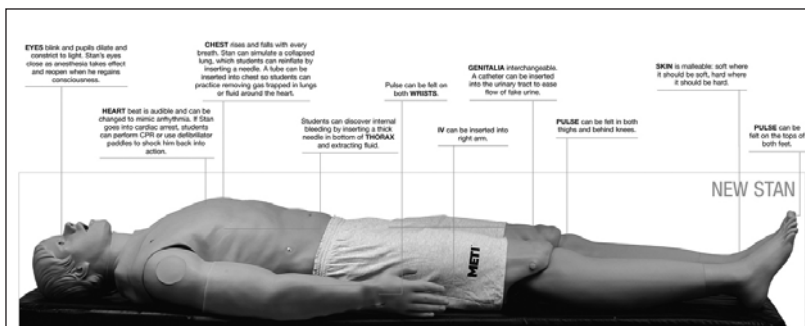 EYES blink and pupils dilate and
constrict to light. Stan's eyes
close as anesthesia takes effect
and reopen when he regains
consciousness.
HEART beat is audible and can be
changed to mimic arrhythmia. If Stan
goes into cardiac arrest, students
can perform CPR or use defibrillator
paddles to shock him back into
action.
CHEST rises and falls with every
breath. Stan can simulate a collapsed
lung, which students can reinflate by
inserting a needle. A tube can be
inserted into chest so students can
practice removing gas trapped in lungs
or fluid around the heart.
Students can discover internal
bleeding by inserting a thick
needle in bottom of THORAX
and extracting fluid.
Pulse can be felt on
both WRISTS.
IV can be inserted into
right arm.
GENITALIA interchangeable.
A catheter can be inserted
into the urinary tract to ease
flow of fake urine.
PULSE can be felt in both
thighs and behind knees.
SKIN is malleable: soft where
it should be soft, hard where
it should be hard.
PULSE can be
felt on the tops of
both feet.
NEW STAN
METI